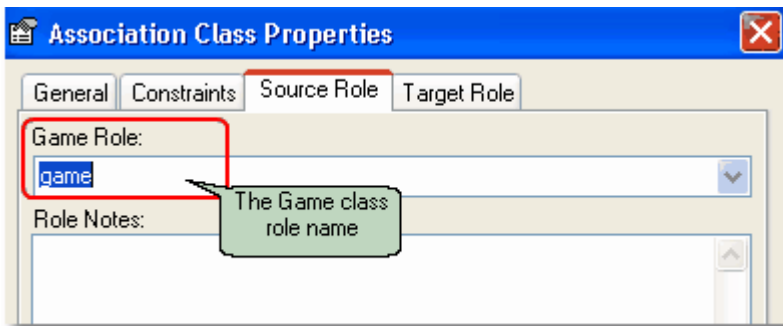 Association Class Properties
General Constraints Source Role Target Role
Game Role:
game
The Game class
role name
Role Notes: